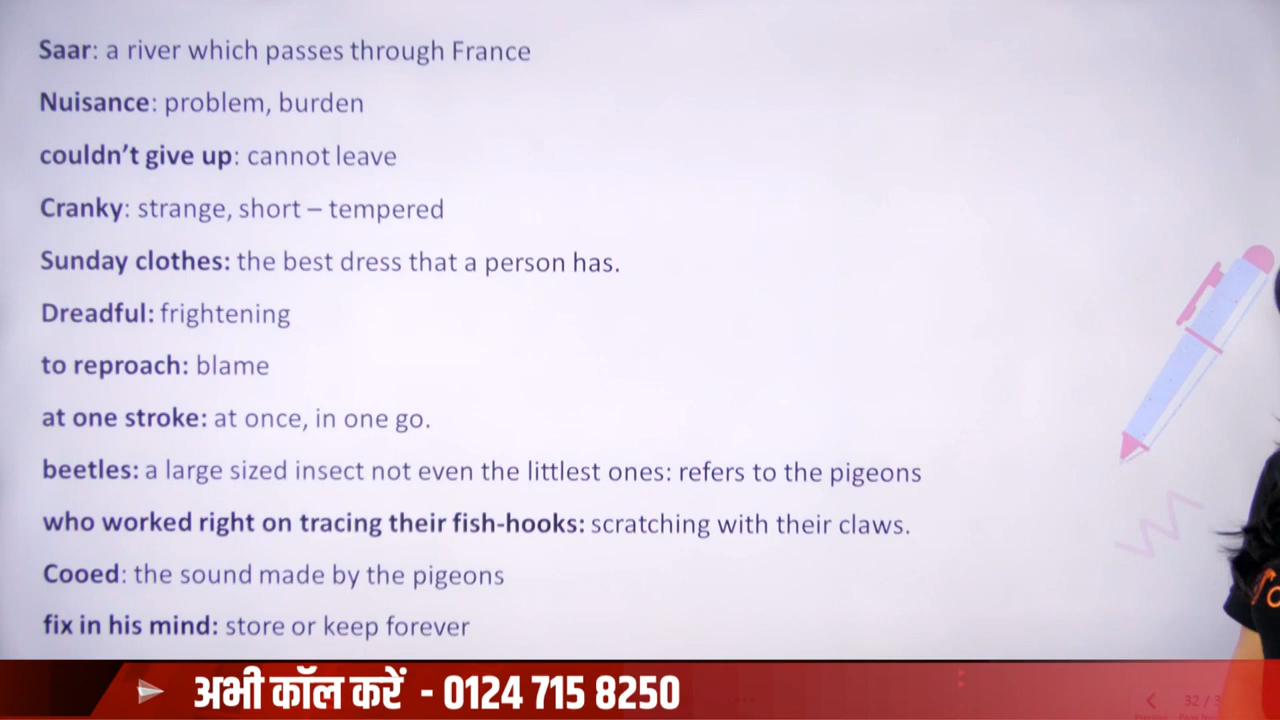 Saar: a river which passes through France
Nuisance: problem, burden
couldn't give up: cannot leave
Cranky: strange, short – tempered
Sunday clothes: the best dress that a person has.
Dreadful: frightening
to reproach: blame
at one stroke: at once, in one go.
beetles: a large sized insect not even the littlest ones: refers to the pigeons
who worked right on tracing their fish-hooks: scratching with their claws.
Cooed: the sound made by the pigeons
fix in his mind: store or keep forever
अभी कॉल करें - 0124 715 8250